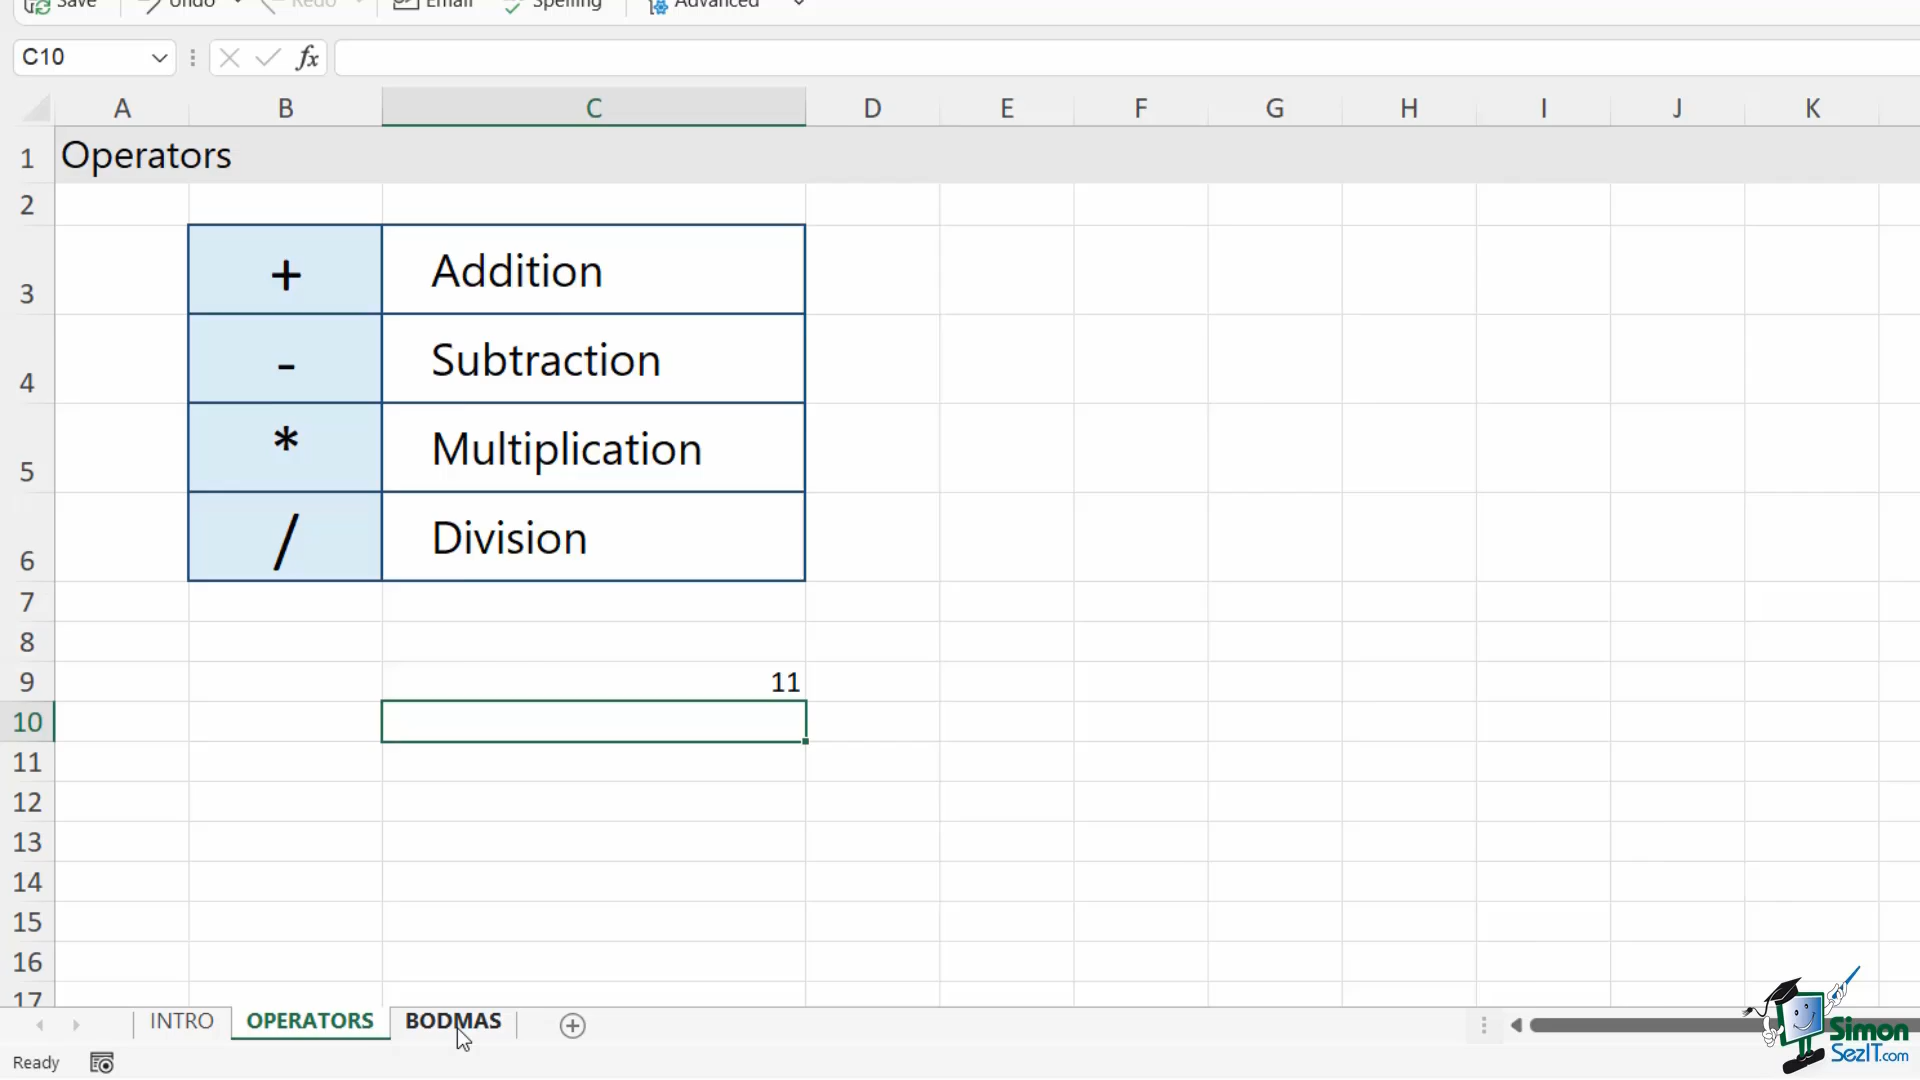 Save Undo Redo Email Spelling Advanced
C10 fx
A B C D E F G H I J K
1 Operators
2
3 + Addition
4 - Subtraction
5 * Multiplication
6 / Division
7
8
9 11
10
11
12
13
14
15
16
17
INTRO OPERATORS BODMAS
Ready
Simon
SezIT.com